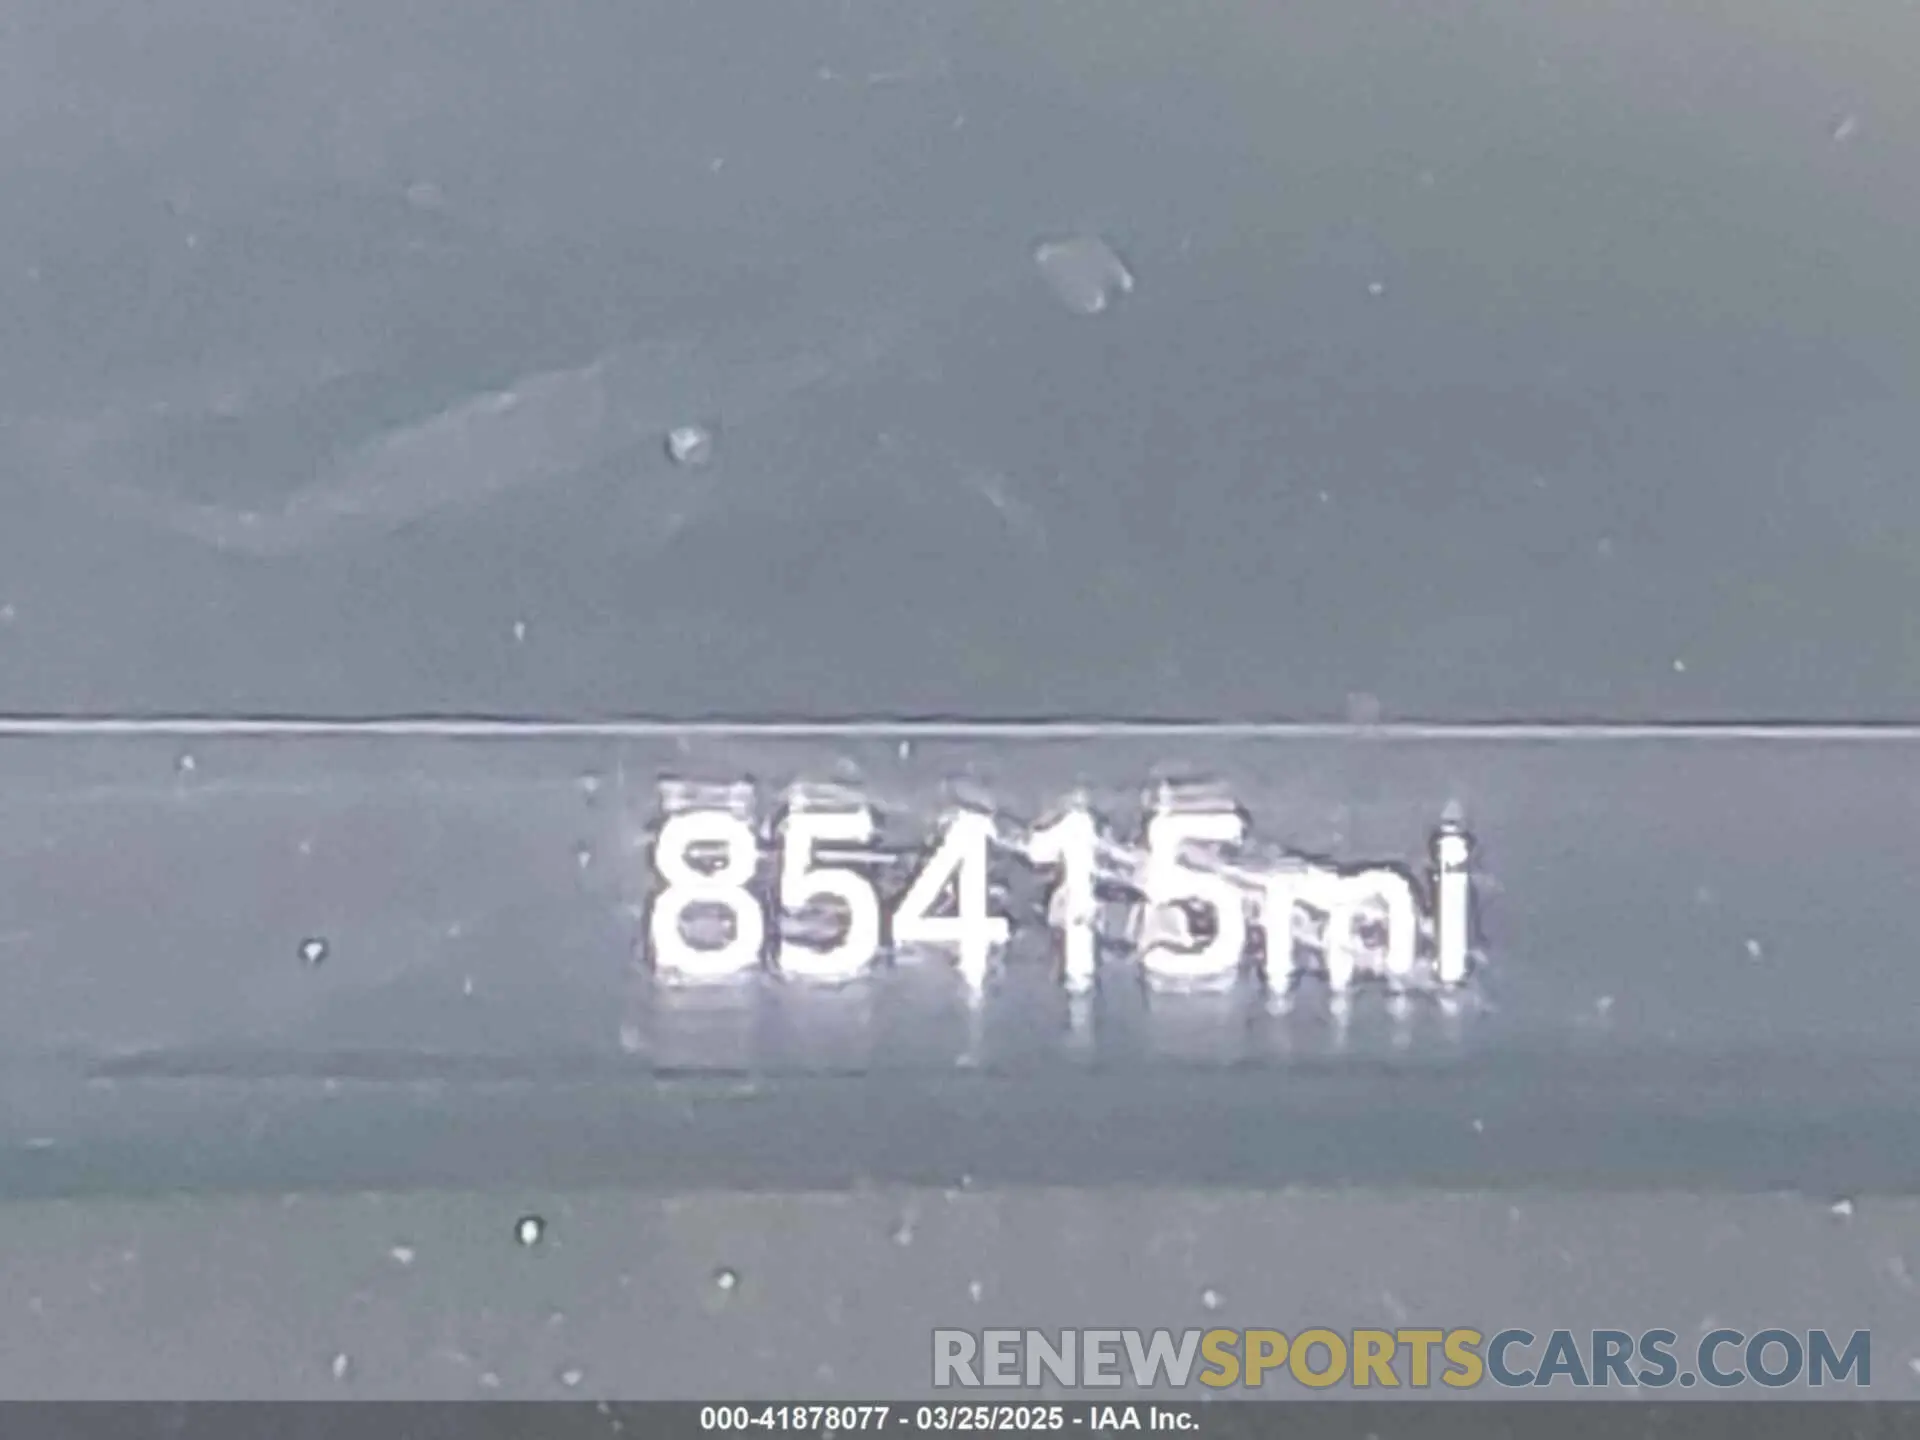 85415mi
RENEWSPORTSCARS.COM
000-41878077 - 03/25/2025 - IAA Inc.